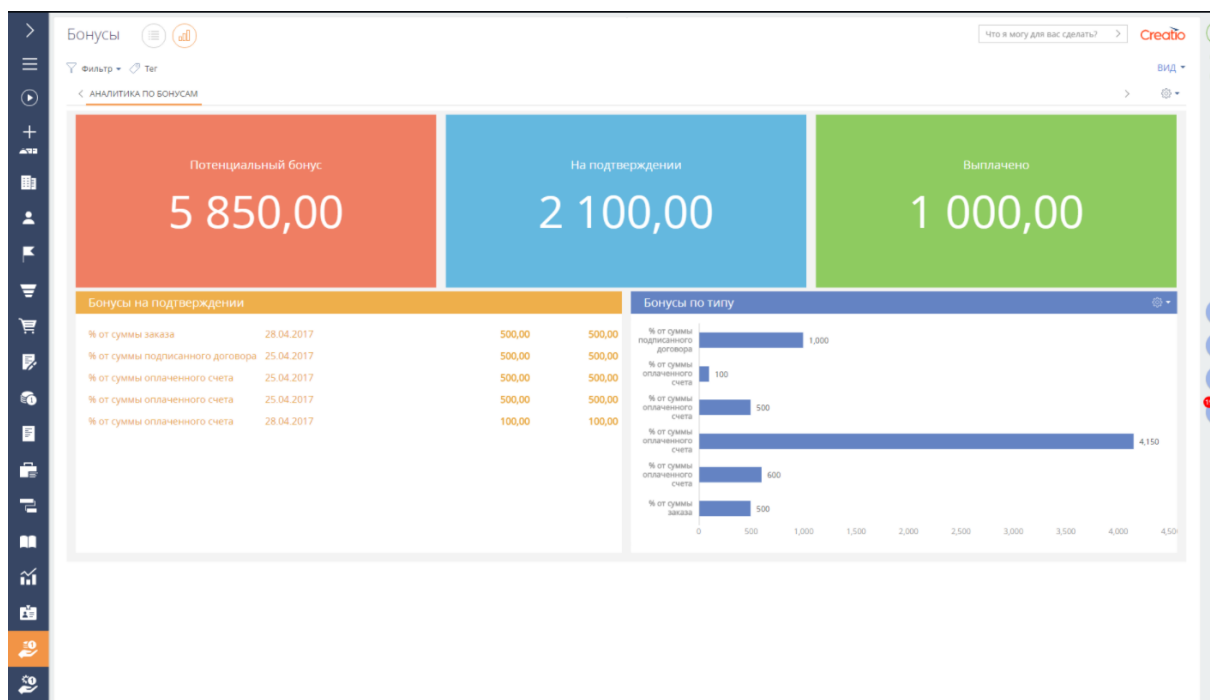 Бонусы
Что я могу для вас сделать?
Creatio
Фильтр
Тег
ВИД
АНАЛИТИКА ПО БОНУСАМ
Потенциальный бонус
5 850,00
На подтверждении
2 100,00
Выплачено
1 000,00
Бонусы на подтверждении
% от суммы заказа 28.04.2017 500,00 500,00
% от суммы подписанного договора 25.04.2017 500,00 500,00
% от суммы оплаченного счета 25.04.2017 500,00 500,00
% от суммы оплаченного счета 25.04.2017 500,00 500,00
% от суммы оплаченного счета 28.04.2017 100,00 100,00
Бонусы по типу
% от суммы
подписанного
договора
1,000
% от суммы
оплаченного
счета
100
% от суммы
оплаченного
счета
500
% от суммы
оплаченного
счета
4,150
% от суммы
оплаченного
счета
600
% от суммы
заказа
500
0 500 1,000 1,500 2,000 2,500 3,000 3,500 4,000 4,50